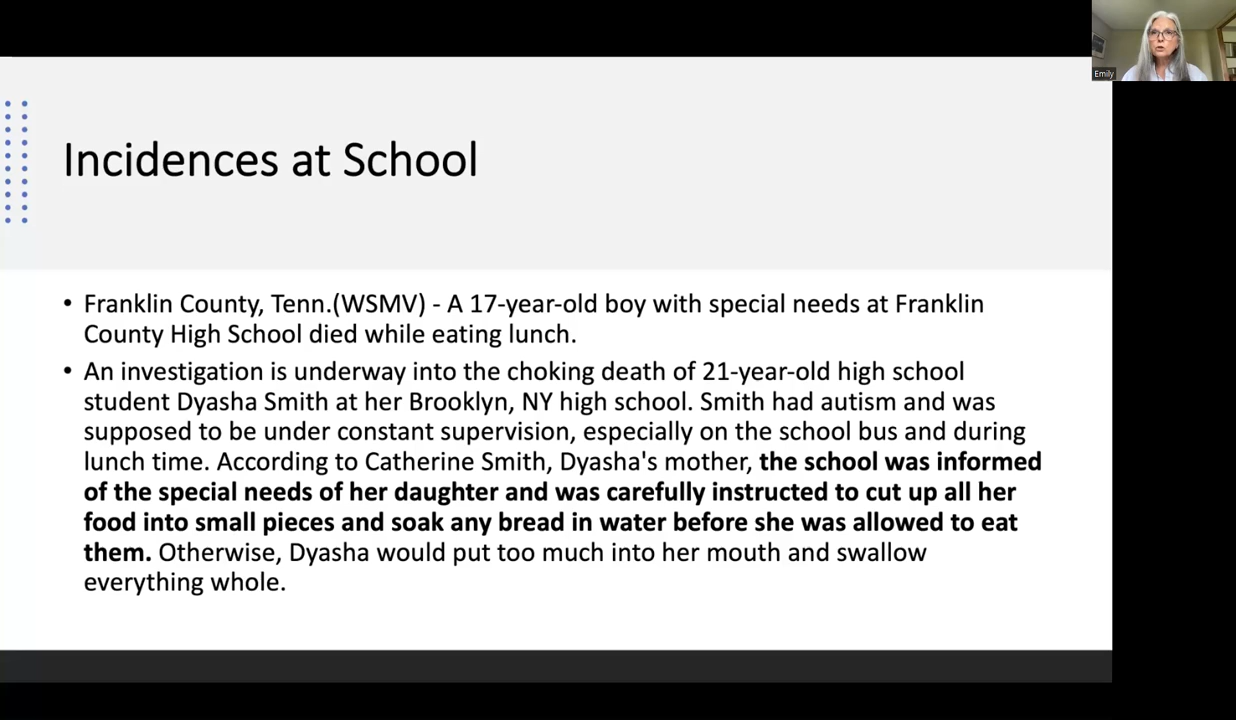 Emily
Incidences at School
• Franklin County, Tenn.(WSMV) - A 17-year-old boy with special needs at Franklin
County High School died while eating lunch.
• An investigation is underway into the choking death of 21-year-old high school
student Dyasha Smith at her Brooklyn, NY high school. Smith had autism and was
supposed to be under constant supervision, especially on the school bus and during
lunch time. According to Catherine Smith, Dyasha's mother, the school was informed
of the special needs of her daughter and was carefully instructed to cut up all her
food into small pieces and soak any bread in water before she was allowed to eat
them. Otherwise, Dyasha would put too much into her mouth and swallow
everything whole.